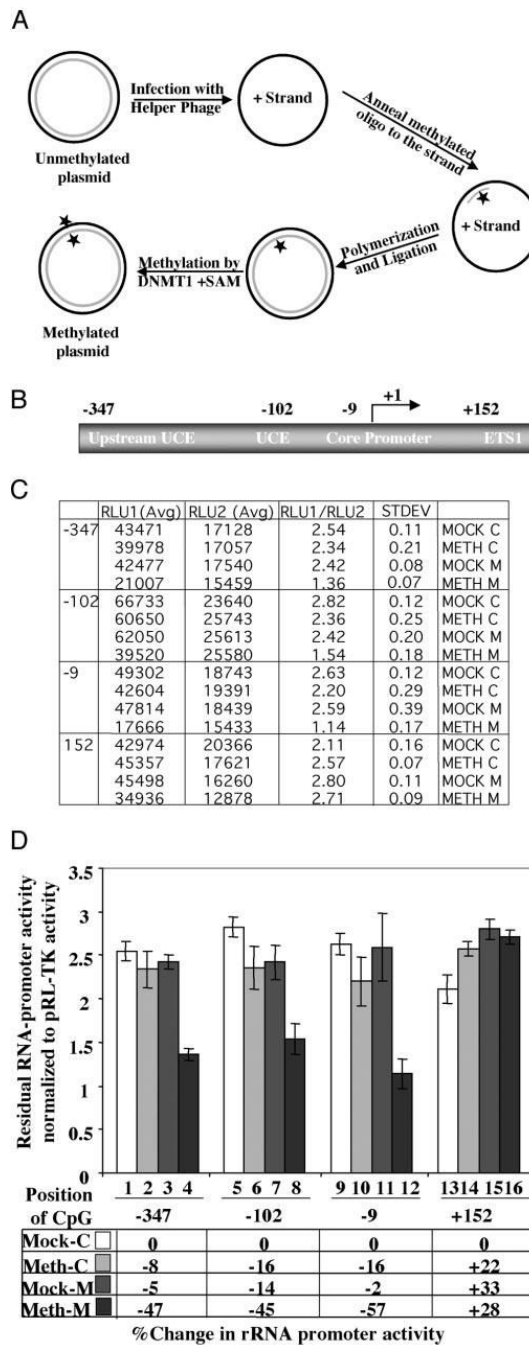 A
Infection with
Helper Phage
+ Strand
Anneal methylated
oligo to the strand
Unmethylated
plasmid
+ Strand
Polymerization
and Ligation
Methylation by
DNMT1 +SAM
Methylated
plasmid
B
-347 -102 -9 +1 +152
Upstream UCE UCE Core Promoter ETS1
C
RLU1(Avg) RLU2 (Avg) RLU1/RLU2 STDEV
-347 43471 17128 2.54 0.11 MOCK C
39978 17057 2.34 0.21 METH C
42477 17540 2.42 0.08 MOCK M
21007 15459 1.36 0.07 METH M
-102 66733 23640 2.82 0.12 MOCK C
60650 25743 2.36 0.25 METH C
62050 25613 2.42 0.20 MOCK M
39520 25580 1.54 0.18 METH M
-9 49302 18743 2.63 0.12 MOCK C
42604 19391 2.20 0.29 METH C
47814 18439 2.59 0.39 MOCK M
17666 15433 1.14 0.17 METH M
152 42974 20366 2.11 0.16 MOCK C
45357 17621 2.57 0.07 METH C
45498 16260 2.80 0.11 MOCK M
34936 12878 2.71 0.09 METH M
D
Residual RNA-promoter activity
normalized to pRL-TK activity
3.5
3
2.5
2
1.5
1
0.5
0
Position 1 2 3 4 5 6 7 8 9 10 11 12 13 14 15 16
of CpG -347 -102 -9 +152
Mock-C 0 0 0 0
Meth-C -8 -16 -16 +22
Mock-M -5 -14 -2 +33
Meth-M -47 -45 -57 +28
%Change in rRNA promoter activity